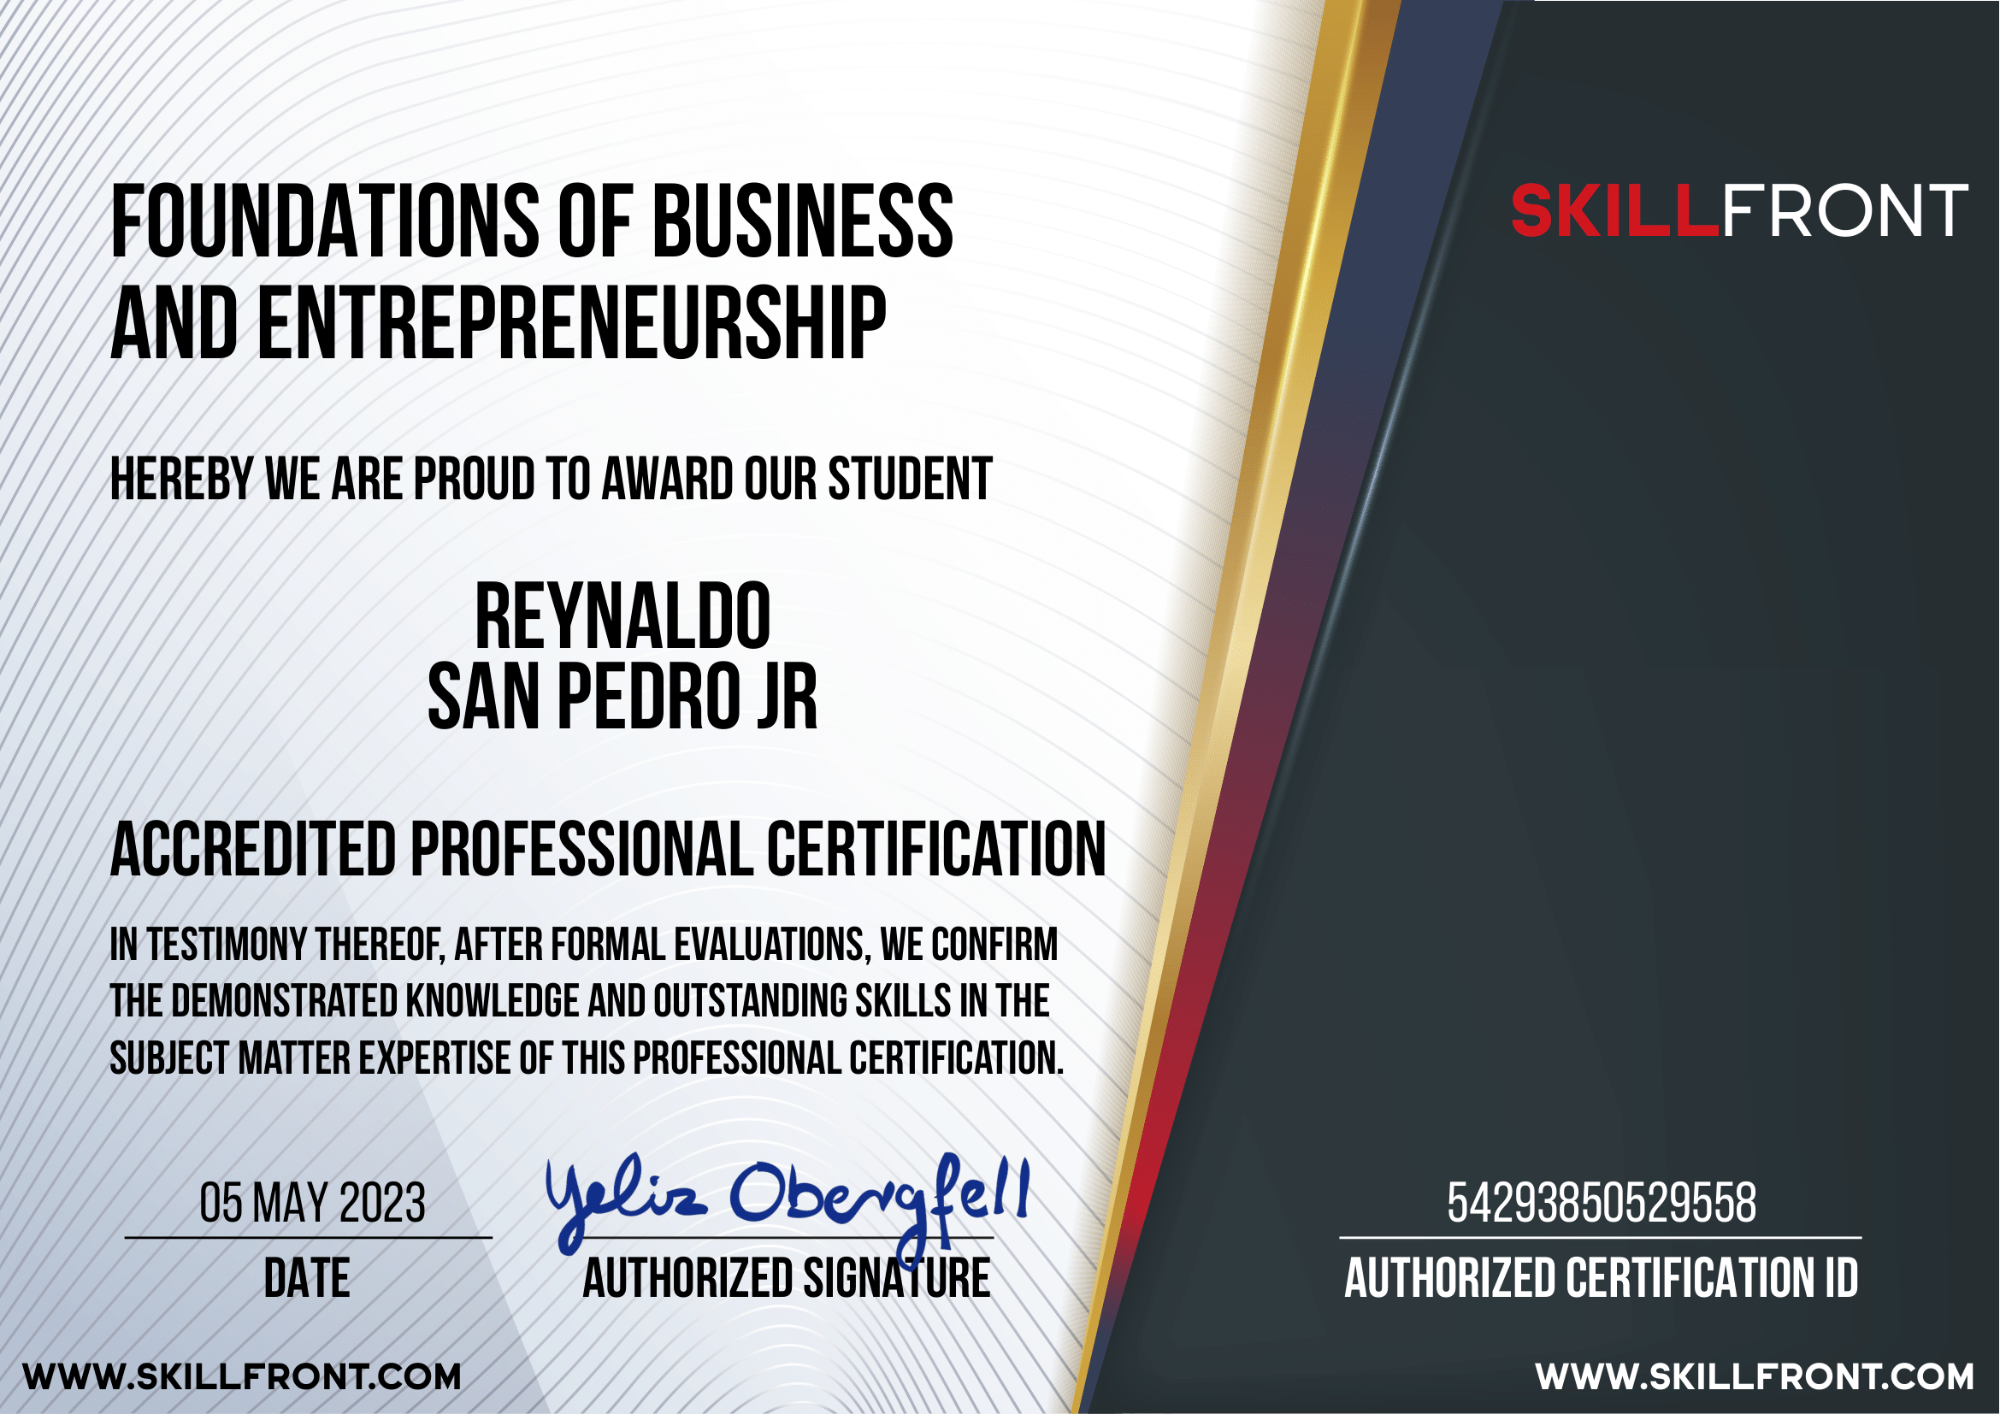 FOUNDATIONS OF BUSINESS
AND ENTREPRENEURSHIP
SKILLFRONT
HEREBY WE ARE PROUD TO AWARD OUR STUDENT
REYNALDO
SAN PEDRO JR
ACCREDITED PROFESSIONAL CERTIFICATION
IN TESTIMONY THEREOF, AFTER FORMAL EVALUATIONS, WE CONFIRM
THE DEMONSTRATED KNOWLEDGE AND OUTSTANDING SKILLS IN THE
SUBJECT MATTER EXPERTISE OF THIS PROFESSIONAL CERTIFICATION.
05 MAY 2023
DATE
Yeliz Obergfell
AUTHORIZED SIGNATURE
54293850529558
AUTHORIZED CERTIFICATION ID
WWW.SKILLFRONT.COM
WWW.SKILLFRONT.COM